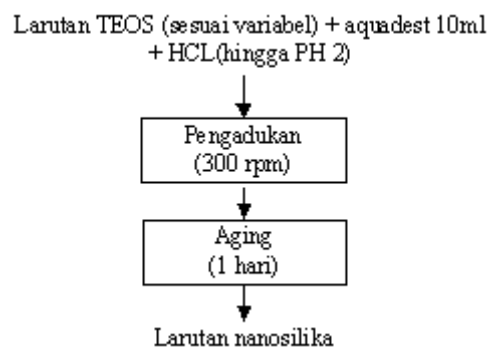 Larutan TEOS (sesuai variabel) + aquadest 10ml
+ HCL(hingga PH 2)
Pengadukan
(300 rpm)
Aging
(1 hari)
Larutan nanosilika